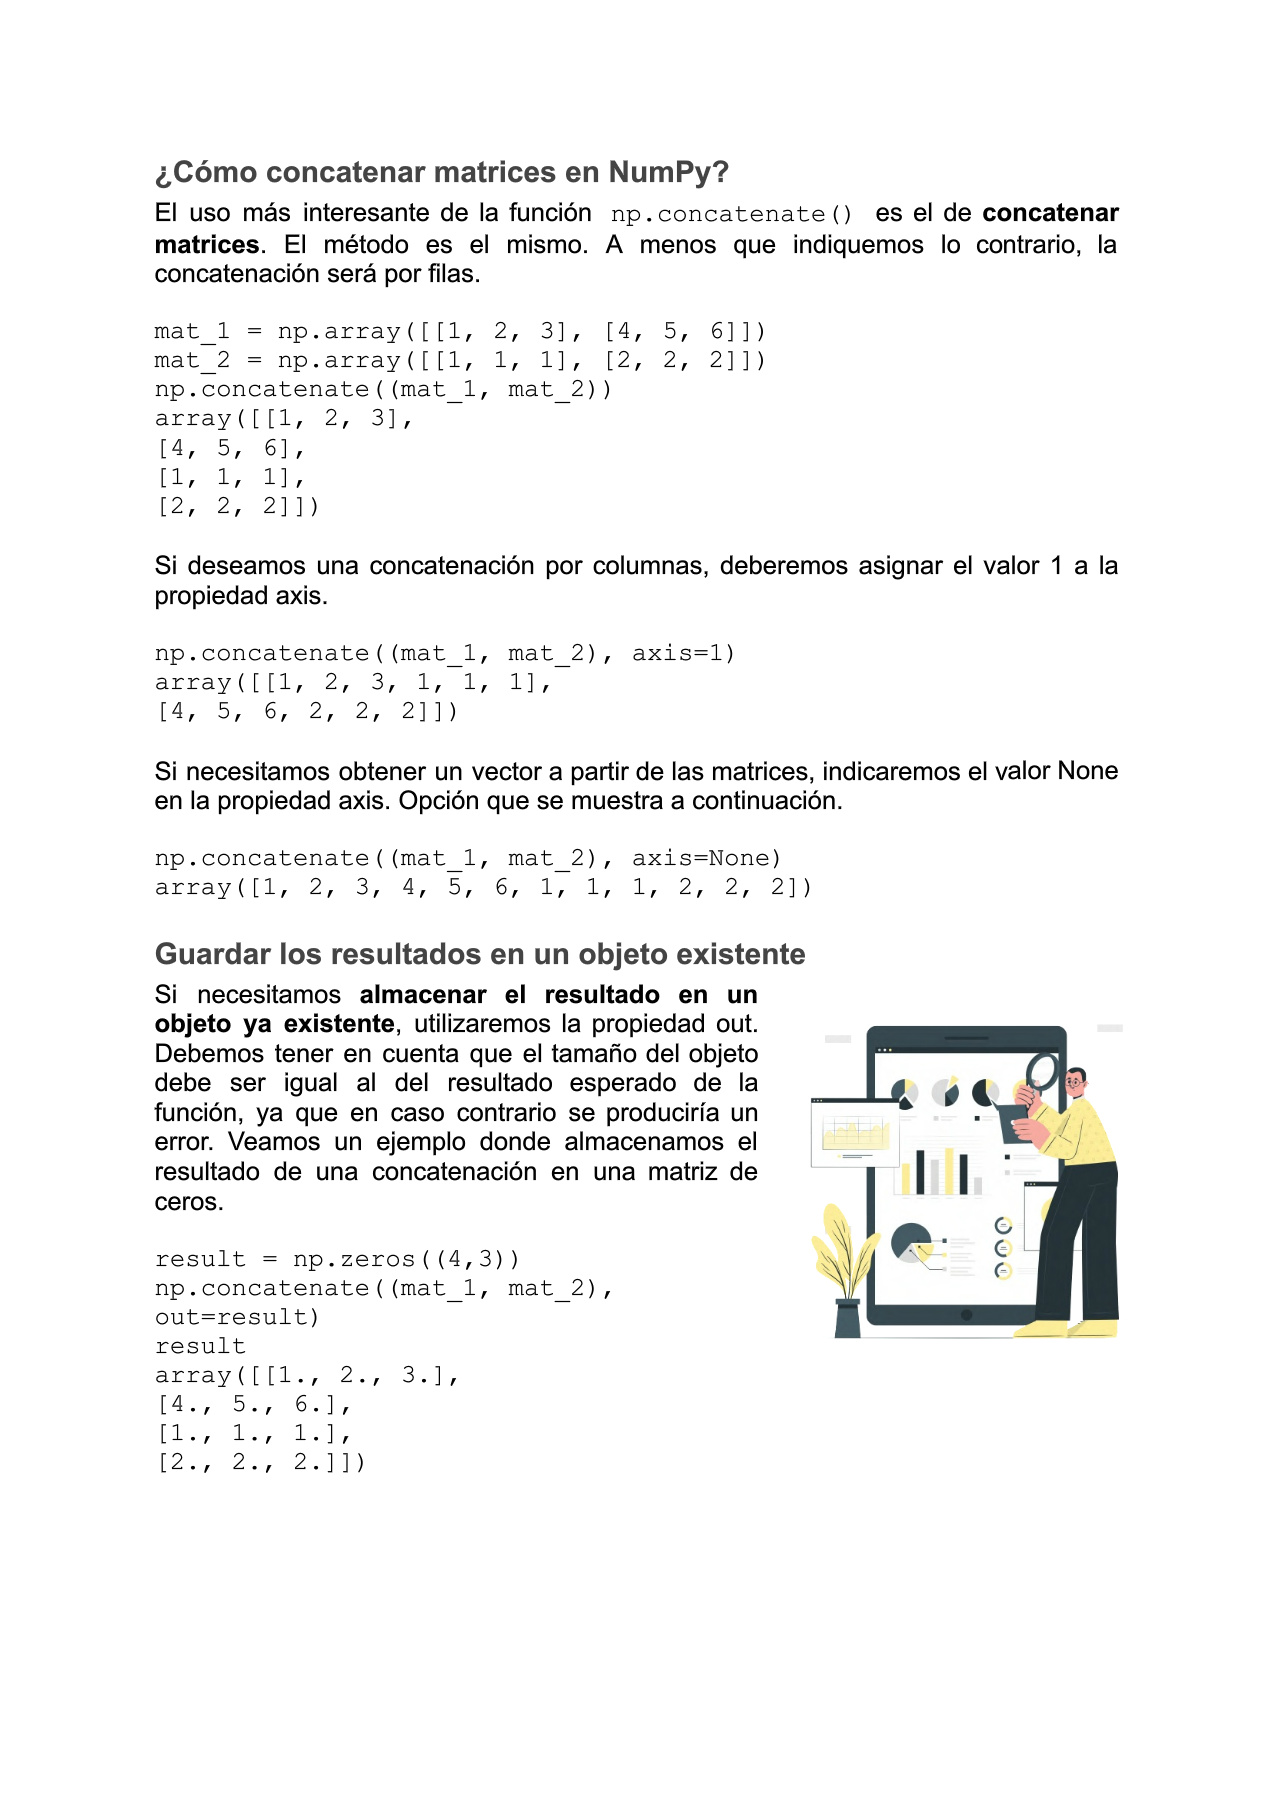 ¿Cómo concatenar matrices en NumPy?
El uso más interesante de la función np.concatenate() es el de concatenar
matrices. El método es el mismo. A menos que indiquemos lo contrario, la
concatenación será por filas.
mat_1 = np.array([[1, 2, 3], [4, 5, 6]])
mat_2 = np.array([[1, 1, 1], [2, 2, 2]])
np.concatenate((mat_1, mat_2))
array([[1, 2, 3],
[4, 5, 6],
[1, 1, 1],
[2, 2, 2]])
Si deseamos una concatenación por columnas, deberemos asignar el valor 1 a la
propiedad axis.
np.concatenate((mat_1, mat_2), axis=1)
array([[1, 2, 3, 1, 1, 1],
[4, 5, 6, 2, 2, 2]])
Si necesitamos obtener un vector a partir de las matrices, indicaremos el valor None
en la propiedad axis. Opción que se muestra a continuación.
np.concatenate((mat_1, mat_2), axis=None)
array([1, 2, 3, 4, 5, 6, 1, 1, 1, 2, 2, 2])
Guardar los resultados en un objeto existente
Si necesitamos almacenar el resultado en un
objeto ya existente, utilizaremos la propiedad out.
Debemos tener en cuenta que el tamaño del objeto
debe ser igual al del resultado esperado de la
función, ya que en caso contrario se produciría un
error. Veamos un ejemplo donde almacenamos el
resultado de una concatenación en una matriz de
ceros.
result = np.zeros((4,3))
np.concatenate((mat_1, mat_2),
out=result)
result
array([[1., 2., 3.],
[4., 5., 6.],
[1., 1., 1.],
[2., 2., 2.]])